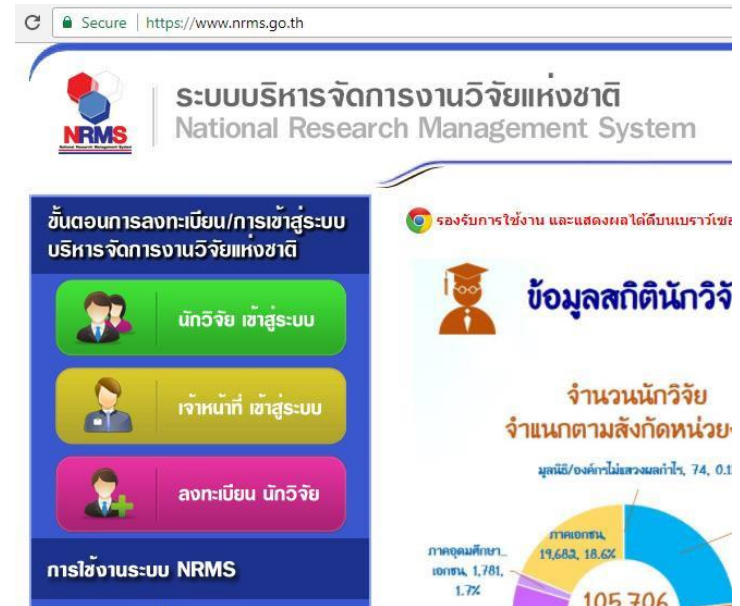 Secure
https://www.nrms.go.th
ระบบบริหารจัดการงานวิจัยแห่งชาติ
National Research Management System
NRMS
National Research Management System
ขั้นตอนการลงทะเบียน/การเข้าสู่ระบบ
บริหารจัดการงานวิจัยแห่งชาติ
นักวิจัย เข้าสู่ระบบ
เจ้าหน้าที่ เข้าสู่ระบบ
ลงทะเบียน นักวิจัย
การใช้งานระบบ NRMS
รองรับการใช้งาน และแสดงผลได้ดีบนเบราว์เซอ
ข้อมูลสถิตินักวิจั
จำนวนนักวิจัย
จำแนกตามสังกัดหน่วย
มูลนิธิ/องค์กรไม่แสวงผลกำไร, 74, 0.1
ภาคเอกชน,
19,682, 18.6%
ภาคอุดมศึกษา...
เอกชน, 1,781,
1.7%
105,706